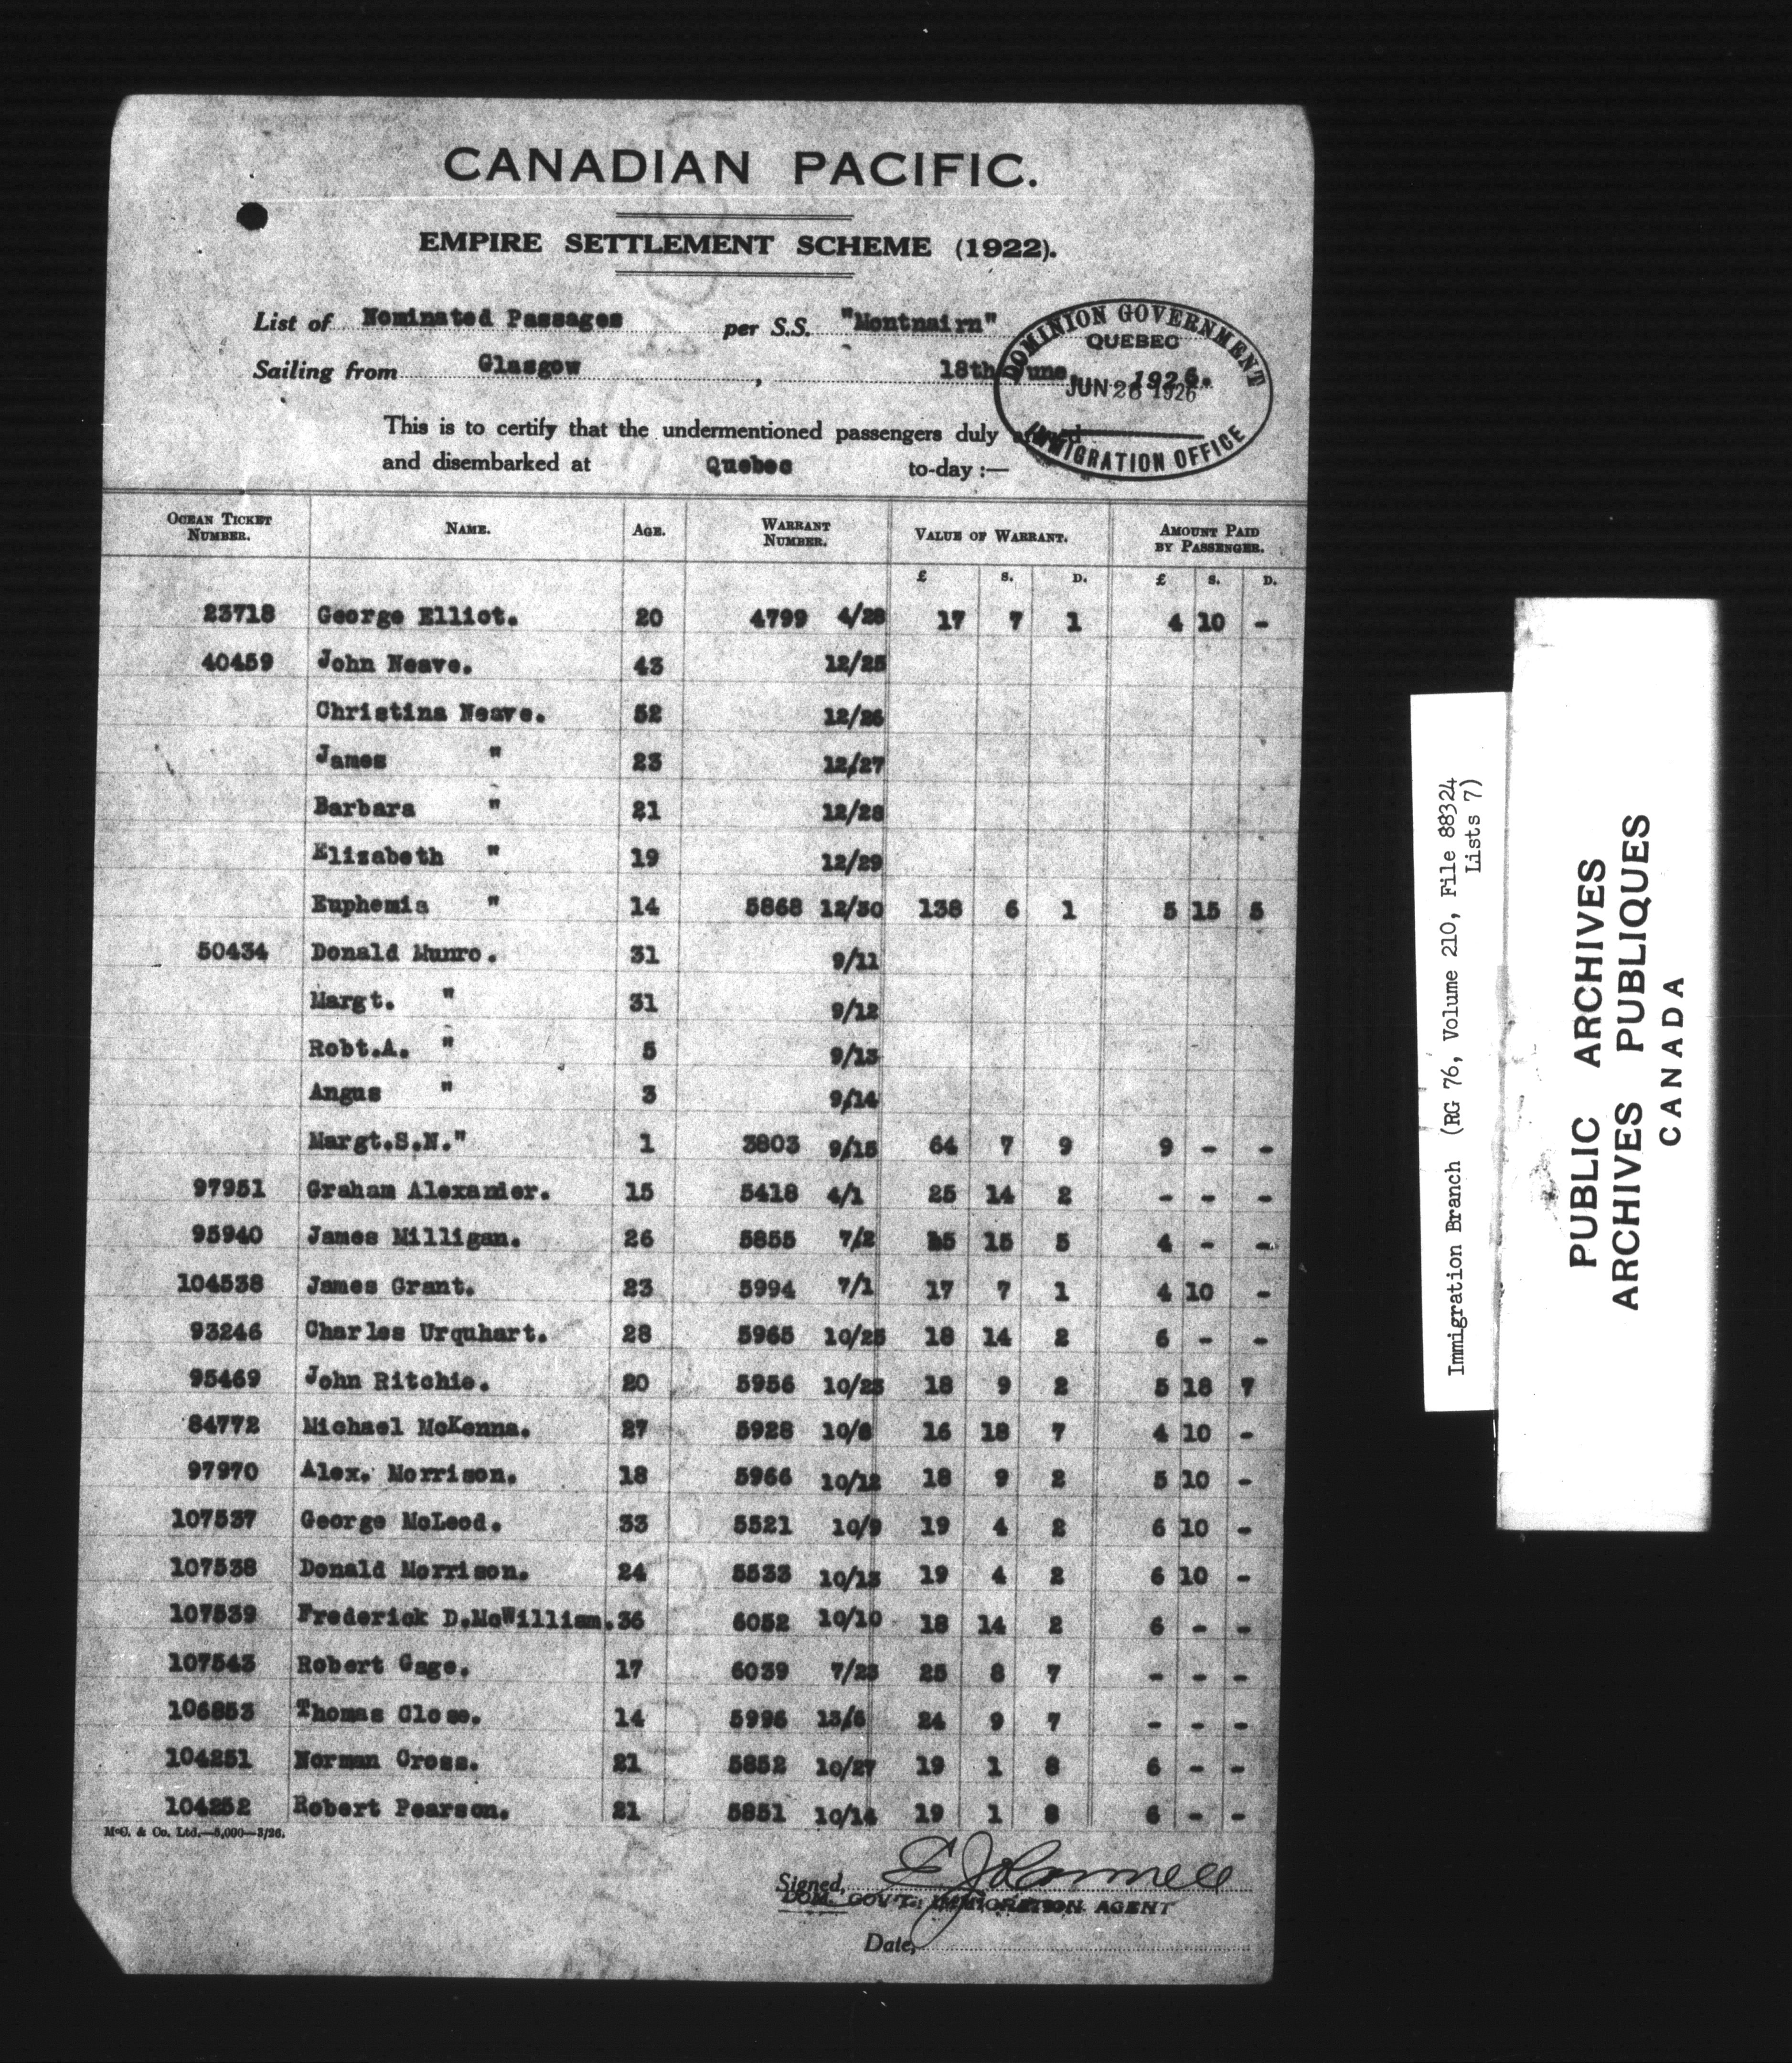 CANADIAN PACIFIC.
EMPIRE SETTLEMENT SCHEME (1922).
List of Nominated Passages per S.S. "Montnairn"
Sailing from Glasgow, 18th June, 1926.
DOMINION GOVERNMENT
QUEBEC
JUN 26 1926
IMMIGRATION OFFICE
This is to certify that the undermentioned passengers duly arrived
and disembarked at Quebec to-day :—
OCEAN TICKET NUMBER. NAME. AGE. WARRANT NUMBER. VALUE OF WARRANT. AMOUNT PAID BY PASSENGER.
£ S. D. £ S. D.
23718 George Elliot. 20 4799 4/28 17 7 1 4 10 -
40459 John Neave. 43 12/25
Christina Neave. 52 12/26
James " 23 12/27
Barbara " 21 12/28
Elizabeth " 19 12/29
Euphemia " 14 5868 12/30 138 6 1 5 15 5
50434 Donald Munro. 31 9/11
Margt. " 31 9/12
Robt.A. " 5 9/13
Angus " 3 9/14
Margt.S.N." 1 3803 9/15 64 7 9 9 - -
97951 Graham Alexander. 15 5418 4/1 25 14 2 - - -
95940 James Milligan. 26 5855 7/2 15 15 5 4 - -
104538 James Grant. 23 5994 7/1 17 7 1 4 10 -
93246 Charles Urquhart. 28 5965 10/25 18 14 2 6 - -
95469 John Ritchie. 20 5956 10/23 18 9 2 5 18 7
84772 Michael McKenna. 27 5928 10/8 16 18 7 4 10 -
97970 Alex. Morrison. 18 5966 10/12 18 9 2 5 10 -
107537 George McLeod. 33 5521 10/9 19 4 2 6 10 -
107538 Donald Morrison. 24 5533 10/13 19 4 2 6 10 -
107539 Frederick D.McWilliam. 36 6052 10/10 18 14 2 6 - -
107543 Robert Gage. 17 6039 7/23 25 8 7 - - -
106853 Thomas Close. 14 5996 13/6 24 9 7 - - -
104251 Norman Cross. 21 5852 10/27 19 1 8 6 - -
104252 Robert Pearson. 21 5851 10/14 19 1 8 6 - -
McC. & Co. Ltd.—5,000—3/26.
Signed,
DOM. GOV'T. IMMIGRATION AGENT
Date,
Immigration Branch (RG 76, Volume 210, File 88324
Lists 7)
PUBLIC ARCHIVES
ARCHIVES PUBLIQUES
CANADA